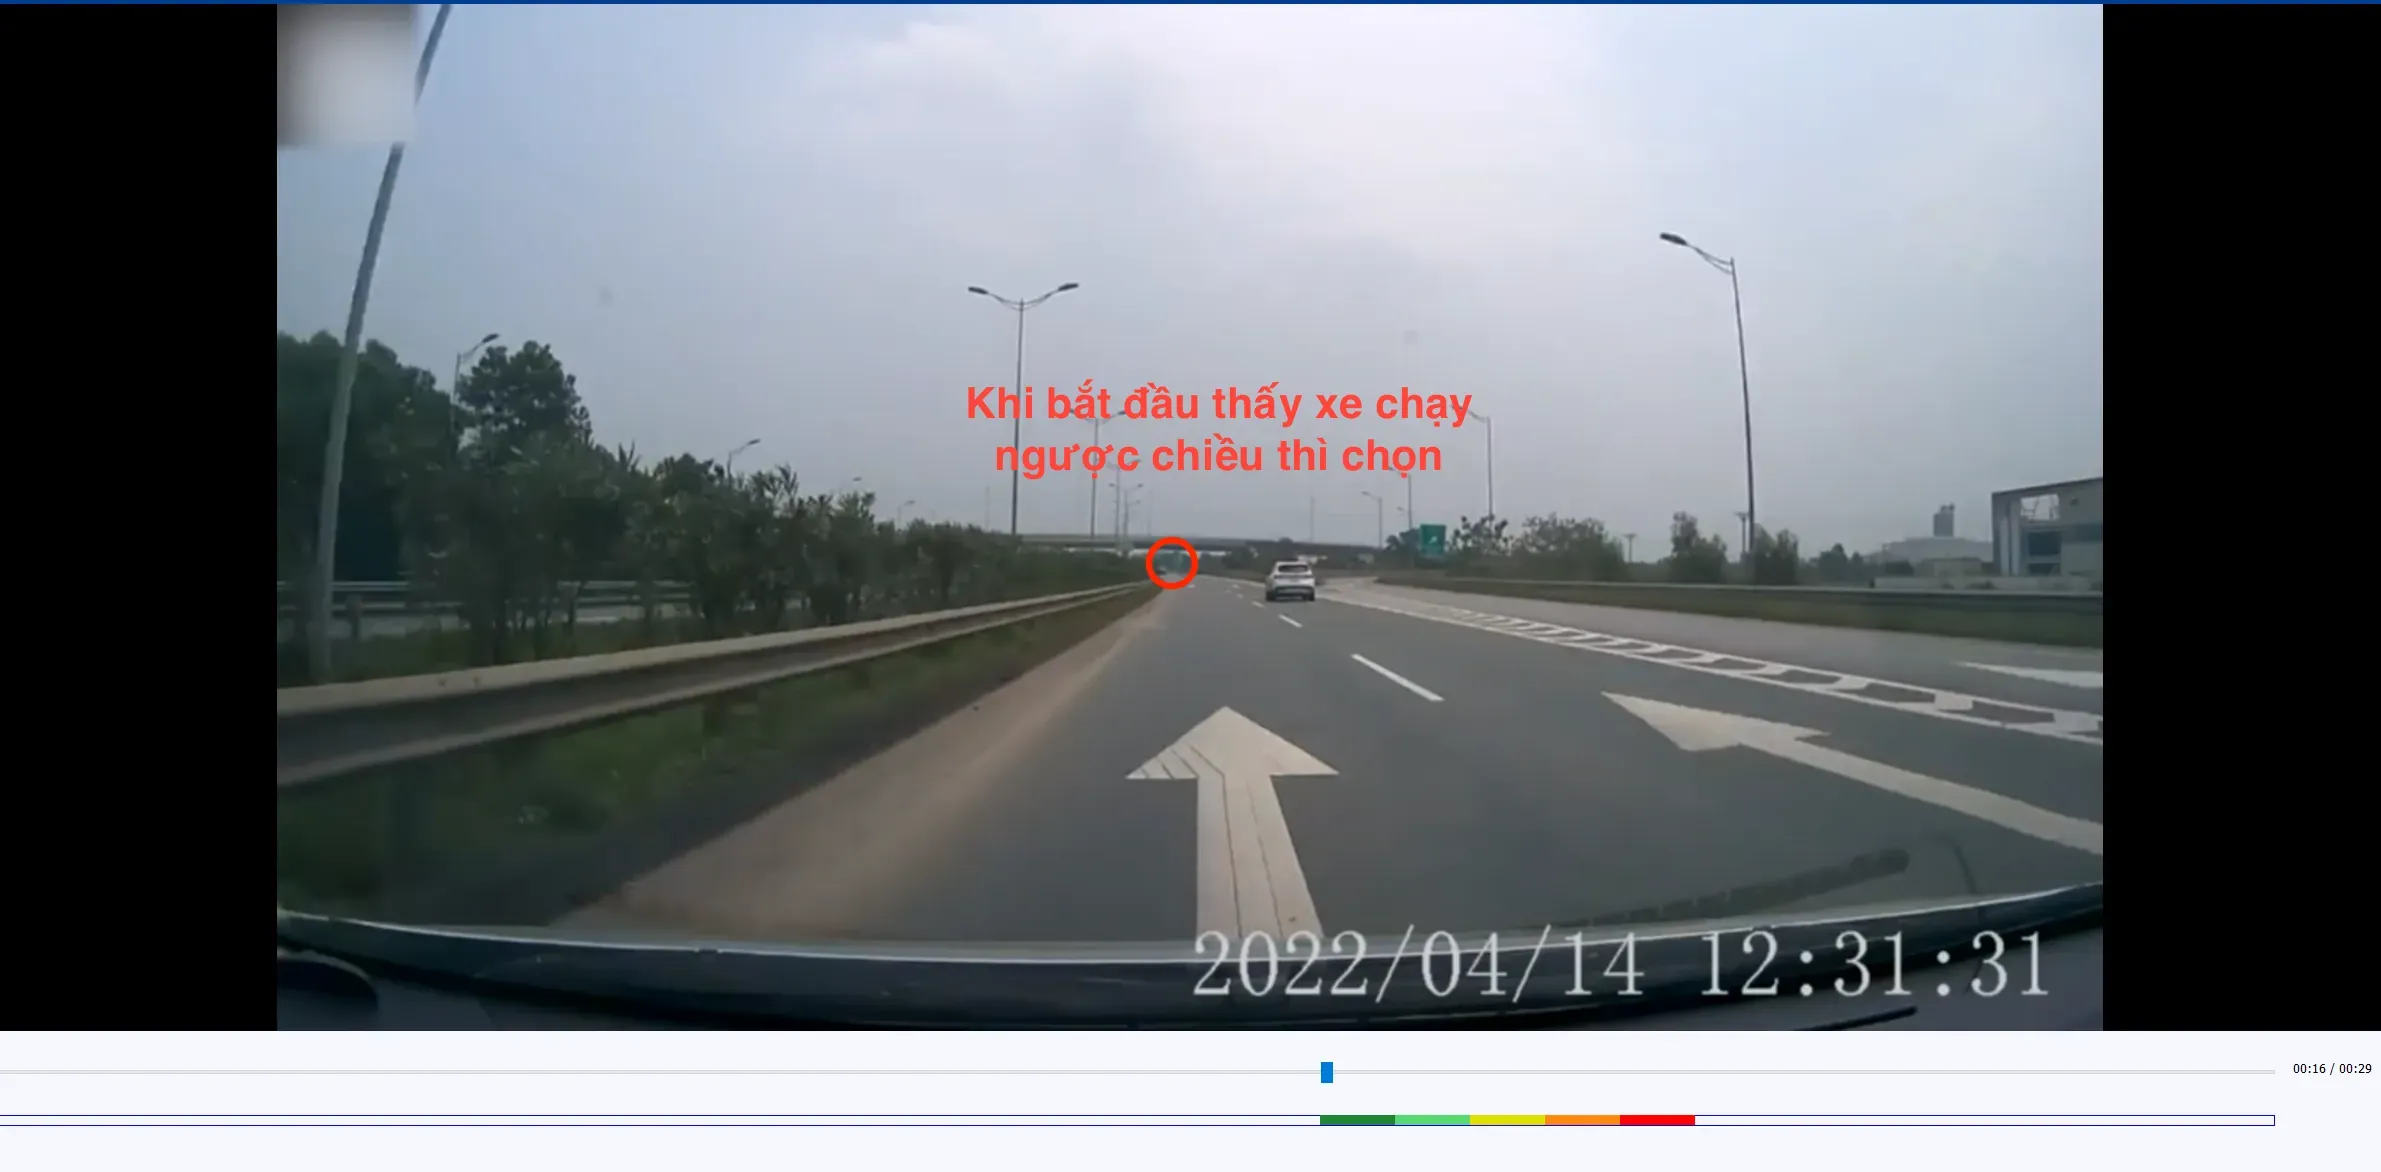 Khi bắt đầu thấy xe chạy
ngược chiều thì chọn
2022/04/14 12:31:31
00:16 / 00:29